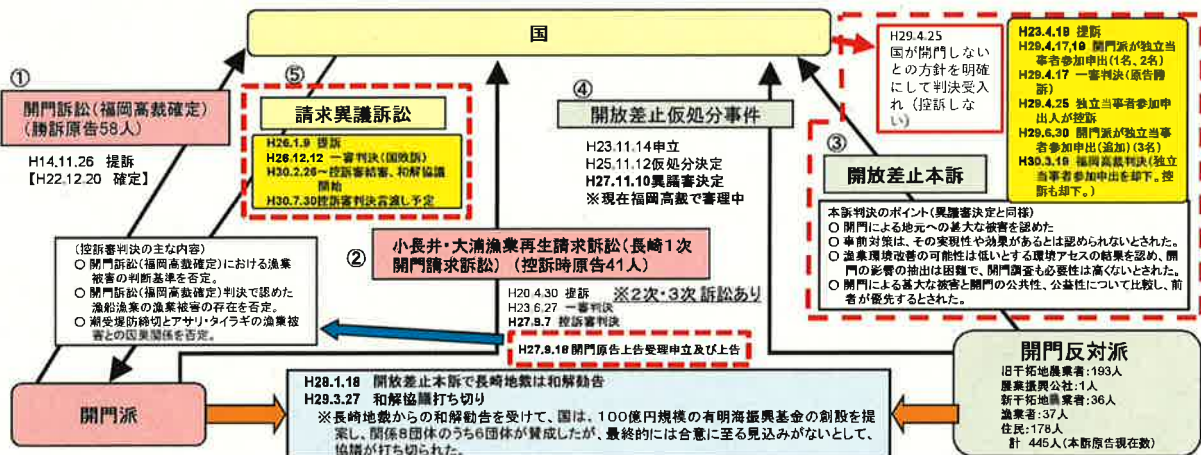 国
①
開門訴訟(福岡高裁確定)
(勝訴原告58人)
H14.11.26 提訴
【H22.12.20 確定】
⑤
請求異議訴訟
H26.1.9 提訴
H26.12.12 一審判決(国敗訴)
H30.2.26~控訴審結審、和解協議
開始
H30.7.30控訴審判決言渡し予定
④
開放差止仮処分事件
H23.11.14申立
H25.11.12仮処分決定
H27.11.10異議審決定
※現在福岡高裁で審理中
H29.4.25
国が開門しない
との方針を明確
にして判決受入
れ(控訴しな
い)
H23.4.19 提訴
H29.4.17,19 開門派が独立当
事者参加申出(1名、2名)
H29.4.17 一審判決(原告勝
訴)
H29.4.25 独立当事者参加申
出人が控訴
H29.6.30 開門派が独立当事
者参加申出(追加)(3名)
H30.3.19 福岡高裁判決(独立
当事者参加申出を却下。控
訴も却下。)
③
開放差止本訴
本訴判決のポイント(異議審決定と同様)
○ 開門による地元への甚大な被害を認めた
○ 事前対策は、その実現性や効果があるとは認められないとされた。
○ 漁業環境改善の可能性は低いとする環境アセスの結果を認め、開
門の影響の抽出は困難で、開門調査も必要性は高くないとされた。
○ 開門による甚大な被害と開門の公共性、公益性について比較し、前
者が優先するとされた。
(控訴審判決の主な内容)
○ 開門訴訟(福岡高裁確定)における漁業
被害の判断基準を否定。
○ 開門訴訟(福岡高裁確定)判決で認めた
漁船漁業の漁業被害の存在を否定。
○ 潮受堤防締切とアサリ・タイラギの漁業被
害との因果関係を否定。
②
小長井・大浦漁業再生請求訴訟(長崎1次
開門請求訴訟) (控訴時原告41人)
H20.4.30 提訴 ※2次・3次 訴訟あり
H23.6.27 一審判決
H27.9.7 控訴審判決
H27.9.18 開門原告上告受理申立及び上告
開門派
H28.1.18 開放差止本訴で長崎地裁は和解勧告
H29.3.27 和解協議打ち切り
※長崎地裁からの和解勧告を受けて、国は、100億円規模の有明海振興基金の創設を提
案し、関係8団体のうち6団体が賛成したが、最終的には合意に至る見込みがないとして、
協議が打ち切られた。
開門反対派
旧干拓地農業者:193人
農業振興公社:1人
新干拓地農業者:36人
漁業者:37人
住民:178人
計 445人(本訴原告現在数)